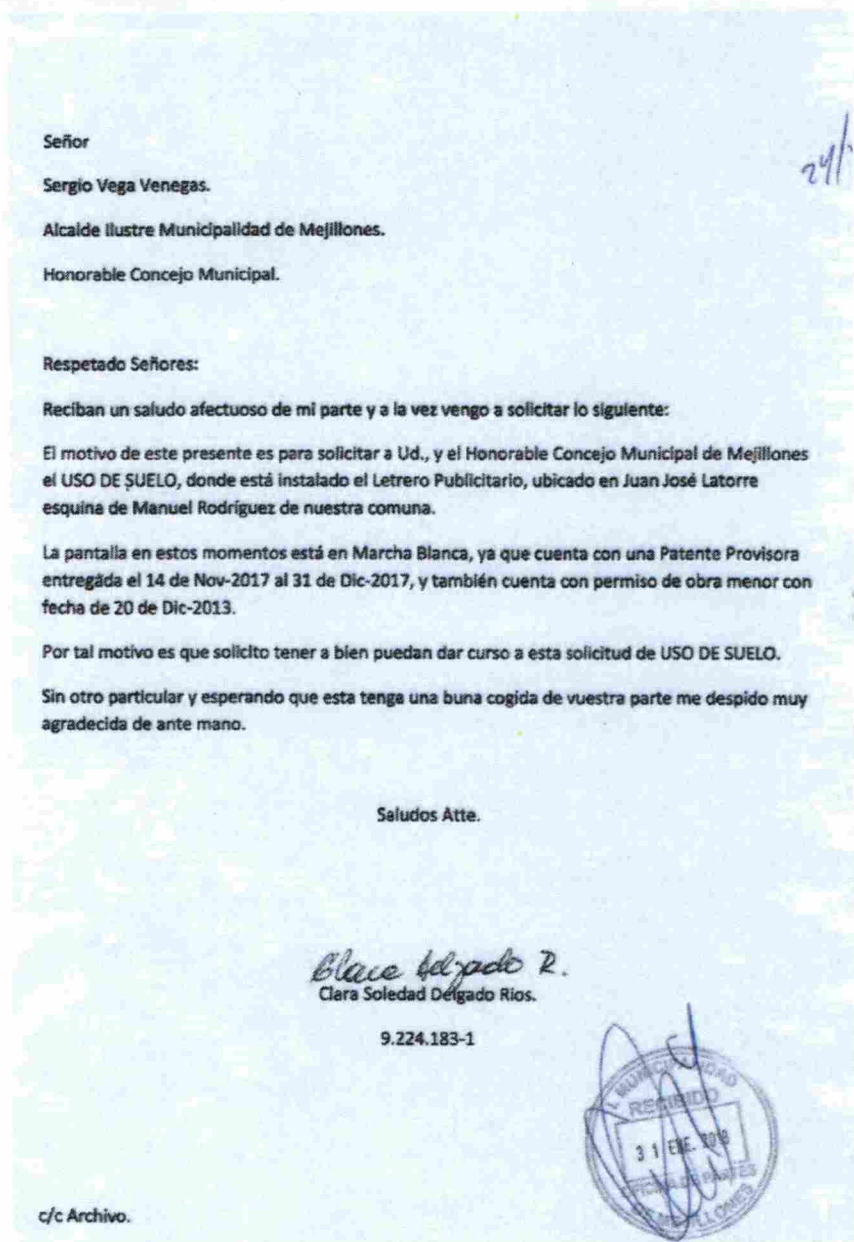 Señor
24/
Sergio Vega Venegas.
Alcalde Ilustre Municipalidad de Mejillones.
Honorable Concejo Municipal.
Respetado Señores:
Reciban un saludo afectuoso de mi parte y a la vez vengo a solicitar lo siguiente:
El motivo de este presente es para solicitar a Ud., y el Honorable Concejo Municipal de Mejillones
el USO DE SUELO, donde está instalado el Letrero Publicitario, ubicado en Juan José Latorre
esquina de Manuel Rodríguez de nuestra comuna.
La pantalla en estos momentos está en Marcha Blanca, ya que cuenta con una Patente Provisora
entregada el 14 de Nov-2017 al 31 de Dic-2017, y también cuenta con permiso de obra menor con
fecha de 20 de Dic-2013.
Por tal motivo es que solicito tener a bien puedan dar curso a esta solicitud de USO DE SUELO.
Sin otro particular y esperando que esta tenga una buna cogida de vuestra parte me despido muy
agradecida de ante mano.
Saludos Atte.
Clara Delgado R.
Clara Soledad Delgado Rios.
9.224.183-1
I. MUNICIPALIDAD
RECIBIDO
31 ENE. 2018
OFICINA DE PARTES
DE MEJILLONES
c/c Archivo.